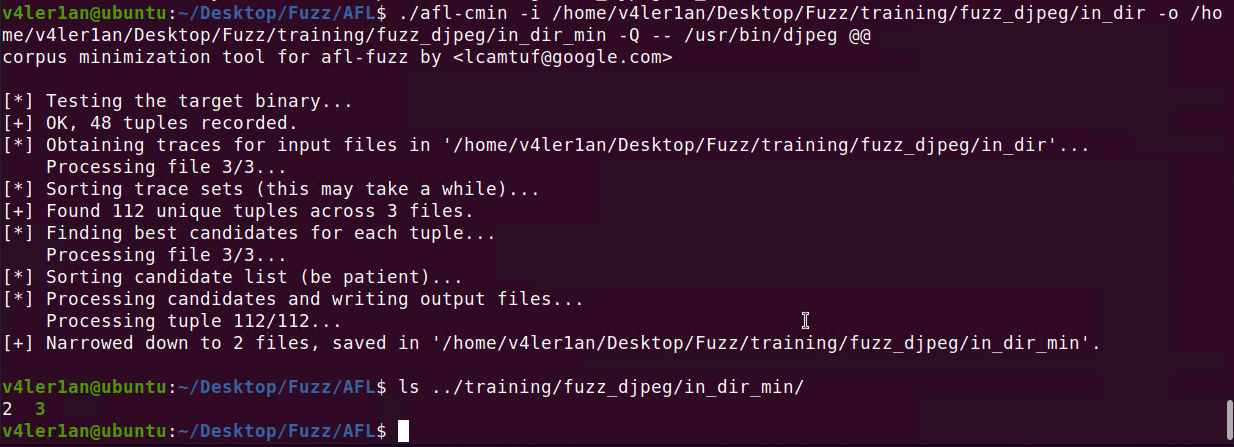 v4ler1an@ubuntu:~/Desktop/Fuzz/AFL$ ./afl-cmin -i /home/v4ler1an/Desktop/Fuzz/training/fuzz_djpeg/in_dir -o /ho
me/v4ler1an/Desktop/Fuzz/training/fuzz_djpeg/in_dir_min -Q -- /usr/bin/djpeg @@
corpus minimization tool for afl-fuzz by <lcamtuf@google.com>
[*] Testing the target binary...
[+] OK, 48 tuples recorded.
[*] Obtaining traces for input files in '/home/v4ler1an/Desktop/Fuzz/training/fuzz_djpeg/in_dir'...
    Processing file 3/3...
[*] Sorting trace sets (this may take a while)...
[+] Found 112 unique tuples across 3 files.
[*] Finding best candidates for each tuple...
    Processing file 3/3...
[*] Sorting candidate list (be patient)...
[*] Processing candidates and writing output files...
    Processing tuple 112/112...
[+] Narrowed down to 2 files, saved in '/home/v4ler1an/Desktop/Fuzz/training/fuzz_djpeg/in_dir_min'.
v4ler1an@ubuntu:~/Desktop/Fuzz/AFL$ ls ../training/fuzz_djpeg/in_dir_min/
2  3
v4ler1an@ubuntu:~/Desktop/Fuzz/AFL$